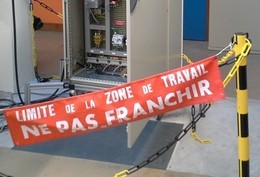 LIMITE DE LA ZONE DE TRAVAIL
NE PAS FRANCHIR